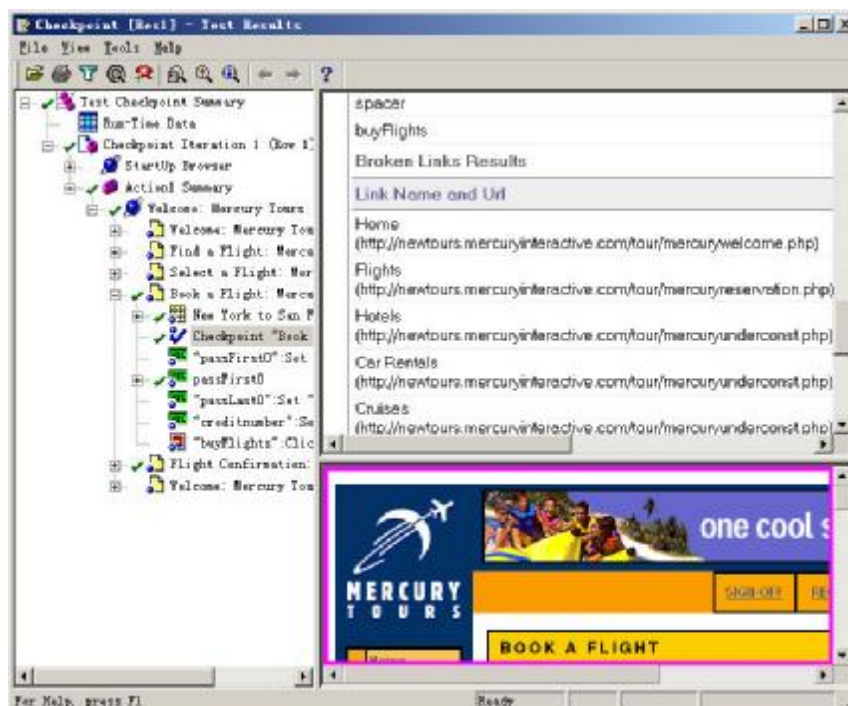 Checkpoint [Res1] - Test Results
File View Tools Help
Test Checkpoint Summary
Run-Time Data
Checkpoint Iteration 1 (Row 1)
StartUp Browser
Action1 Summary
Welcome: Mercury Tours
Welcome: Mercury Tou
Find a Flight: Merca
Select a Flight: Mer
Book a Flight: Merca
New York to San F
Checkpoint "Book
"passFirst0":Set
passFirst0
"passLast0":Set "
"creditnumber":Se
"buyFlights":Clic
Flight Confirmation:
Welcome: Mercury Tou
spacer
buyFlights
Broken Links Results
Link Name and Url
Home
(http://newtours.mercuryinteractive.com/tour/mercurywelcome.php)
Flights
(http://newtours.mercuryinteractive.com/tour/mercuryreservation.php)
Hotels
(http://newtours.mercuryinteractive.com/tour/mercuryunderconst.php)
Car Rentals
(http://newtours.mercuryinteractive.com/tour/mercuryunderconst.php)
Cruises
(http://newtours.mercuryinteractive.com/tour/mercuryunderconst.php)
one cool s
MERCURY
TOURS
SIGN-OFF
RE
BOOK A FLIGHT
For Help, press F1
Ready